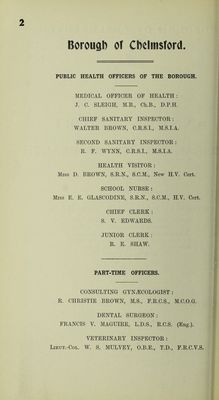 2
Borough of Chelmsford.
PUBLIC HEALTH OFFICERS OF THE BOROUGH.
MEDICAL OFFICER OF HEALTH:
J. C. SLEIGH, M.B., Ch.B., D.P.H.
CHIEF SANITARY INSPECTOR:
WALTER BROWN, C.R.S.I., M.S.I.A.
SECOND SANITARY INSPECTOR:
R. F. WYNN, C.R.S.I., M.S.I.A.
HEALTH VISITOR:
Miss D. BROWN, S.R.N., S.C.M., New H.V. Cert.
SCHOOL NURSE:
Miss E. E. GLASCODINE, S.R.N., S.C.M., H.V. Cert.
CHIEF CLERK:
S. V. EDWARDS.
JUNIOR CLERK:
R. E. SHAW.
PART-TIME OFFICERS.
CONSULTING GYNÆCOLOGIST:
R. CHRISTIE BROWN, M.S., F.R.C.S., M.C.O.G.
DENTAL SURGEON:
FRANCIS V. MAGUIRE, L.D.S., R.C.S. (Eng.).
VETERINARY INSPECTOR:
Lieut.-Col. W. S. MULVEY, O.B.E., T.D., F.R.C.V.S.